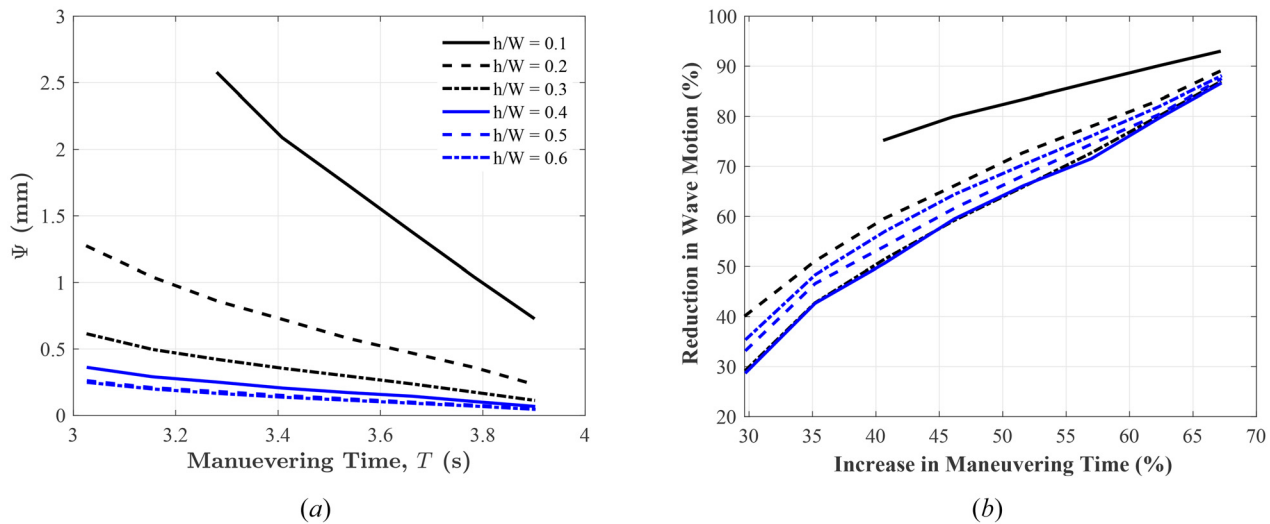 3
2.5
2
1.5
1
0.5
0
3
3.2
3.4
3.6
3.8
4
Ψ (mm)
Manuevering Time, T (s)
h/W = 0.1
h/W = 0.2
h/W = 0.3
h/W = 0.4
h/W = 0.5
h/W = 0.6
(a)
100
90
80
70
60
50
40
30
20
30
35
40
45
50
55
60
65
70
Reduction in Wave Motion (%)
Increase in Maneuvering Time (%)
(b)